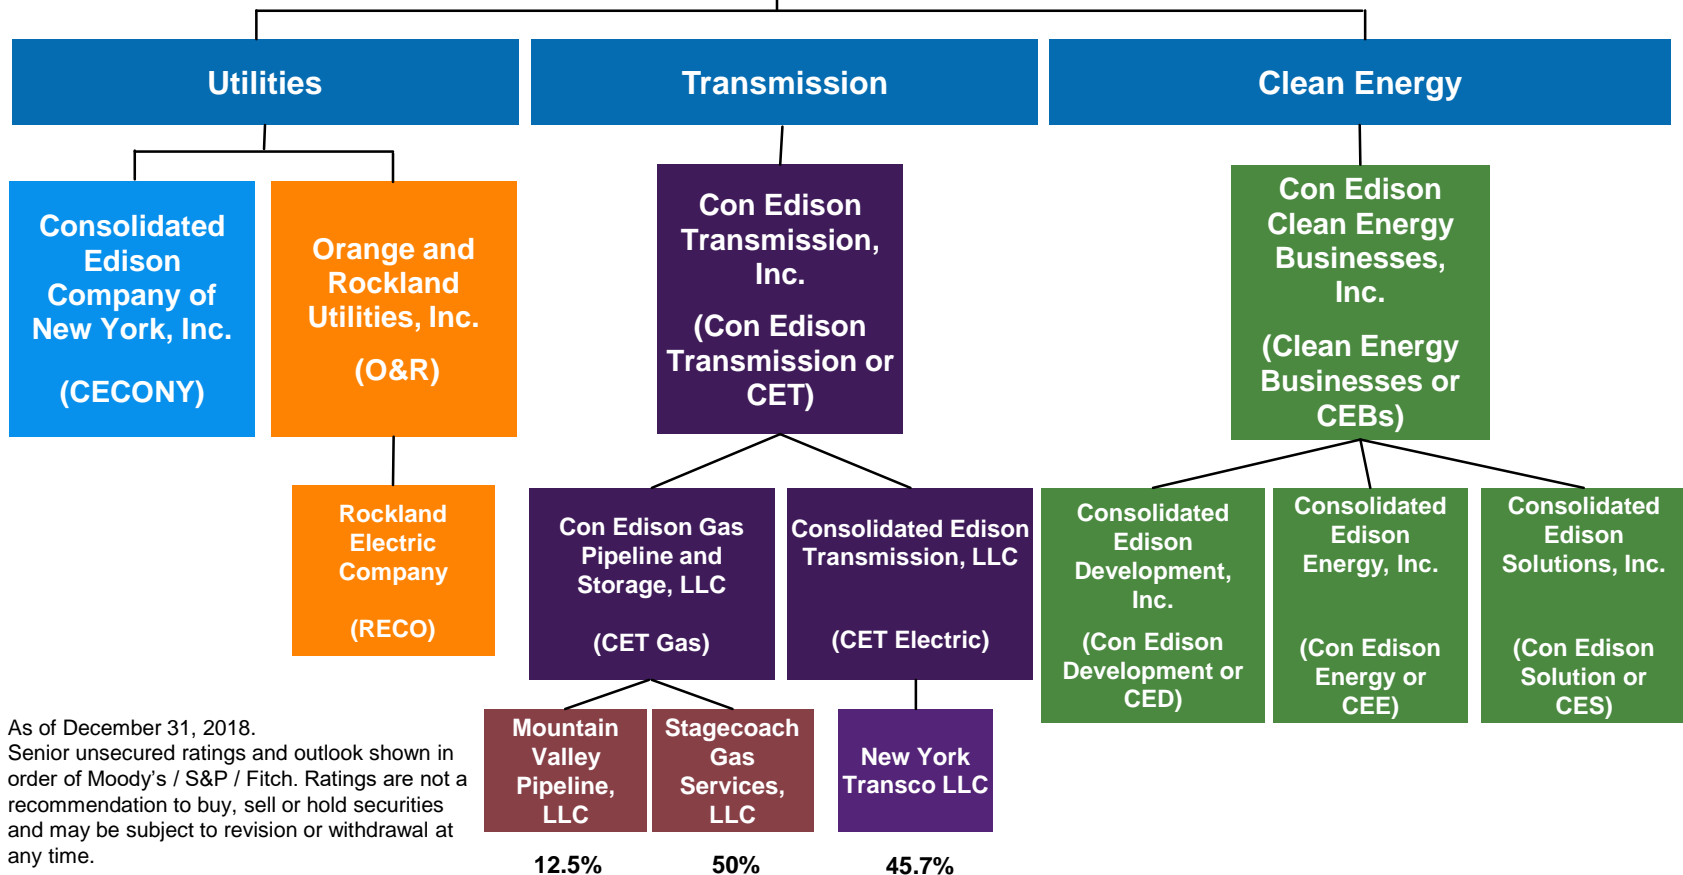 Utilities
Transmission
Clean Energy
Consolidated
Edison
Company of
New York, Inc.
(CECONY)
Orange and
Rockland
Utilities, Inc.
(O&R)
Con Edison
Transmission,
Inc.
(Con Edison
Transmission or
CET)
Con Edison
Clean Energy
Businesses,
Inc.
(Clean Energy
Businesses or
CEBs)
Rockland
Electric
Company
(RECO)
Con Edison Gas
Pipeline and
Storage, LLC
(CET Gas)
Consolidated Edison
Transmission, LLC
(CET Electric)
Consolidated
Edison
Development,
Inc.
(Con Edison
Development or
CED)
Consolidated
Edison
Energy, Inc.
(Con Edison
Energy or
CEE)
Consolidated
Edison
Solutions, Inc.
(Con Edison
Solution or
CES)
Mountain
Valley
Pipeline,
LLC
12.5%
Stagecoach
Gas
Services,
LLC
50%
New York
Transco LLC
45.7%
As of December 31, 2018.
Senior unsecured ratings and outlook shown in
order of Moody’s / S&P / Fitch. Ratings are not a
recommendation to buy, sell or hold securities
and may be subject to revision or withdrawal at
any time.